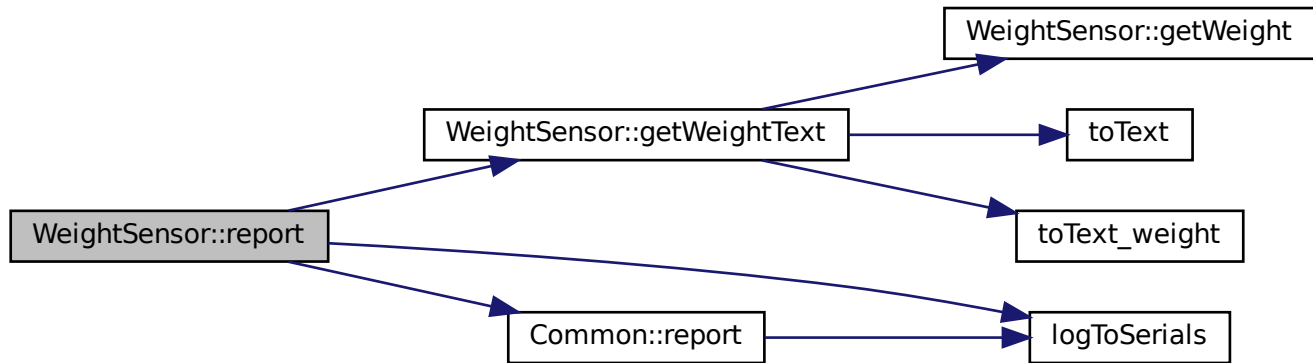 WeightSensor::getWeight
WeightSensor::getWeightText
toText
WeightSensor::report
toText_weight
Common::report
logToSerials